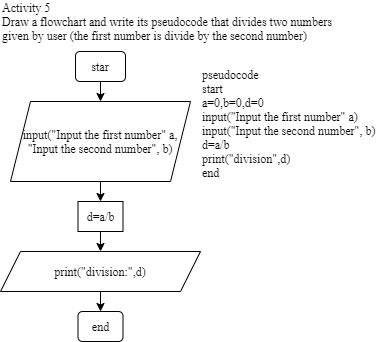 Activity 5
Draw a flowchart and write its pseudocode that divides two numbers
given by user (the first number is divide by the second number)
star
input("Input the first number" a,
"Input the second number", b)
d=a/b
print("division:",d)
end
pseudocode
start
a=0,b=0,d=0
input("Input the first number" a)
input("Input the second number", b)
d=a/b
print("division",d)
end